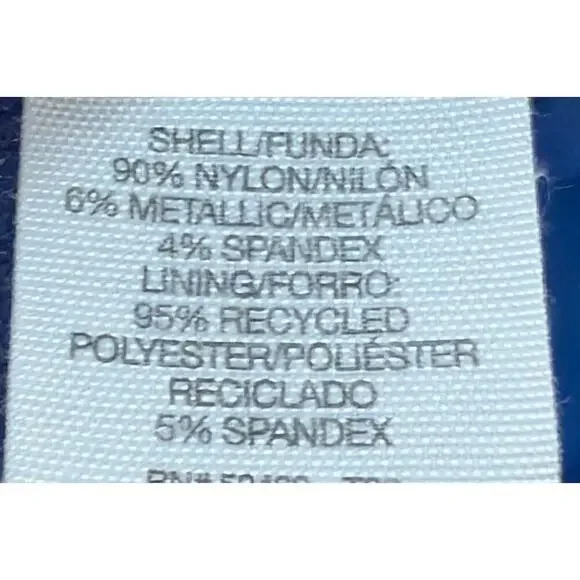 SHELL/FUNDA:
90% NYLON/NILÓN
6% METALLIC/METÁLICO
4% SPANDEX
LINING/FORRO:
95% RECYCLED
POLYESTER/POLIÉSTER
RECICLADO
5% SPANDEX
RN#